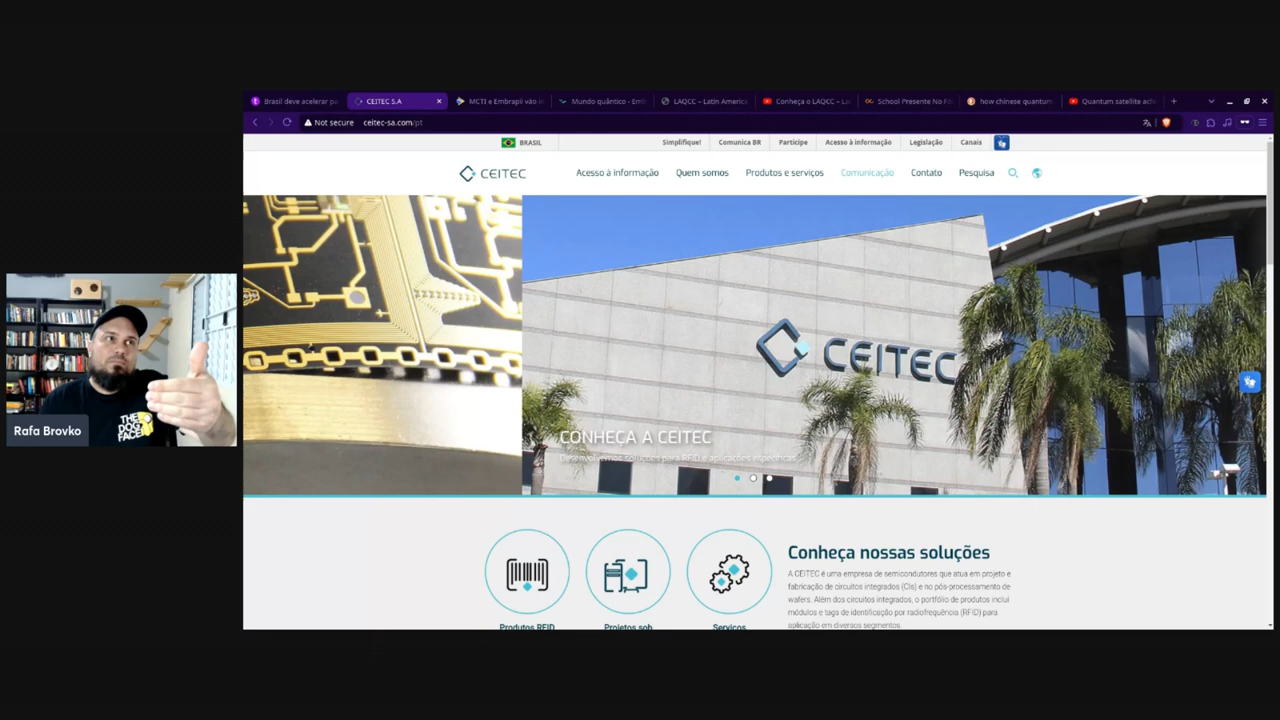 Brasil deve acelerar pa
CEITEC S.A
MCTI e Embrapii vão in
Mundo quântico - Emb
LAQCC – Latin America
Conheça o LAQCC – La
School Presente No Fi
how chinese quantum
Quantum satellite achi
Not secure
ceitec-sa.com/pt
BRASIL
Simplifique!
Comunica BR
Participe
Acesso à informação
Legislação
Canais
CEITEC
Acesso à informação
Quem somos
Produtos e serviços
Comunicação
Contato
Pesquisa
CEITEC
CONHEÇA A CEITEC
Desenvolvemos soluções para RFID e aplicações específicas
THE
DOG
FACE
Rafa Brovko
Produtos RFID
Projetos sob
Serviços
Conheça nossas soluções
A CEITEC é uma empresa de semicondutores que atua em projeto e
fabricação de circuitos integrados (CIs) e no pós-processamento de
wafers. Além dos circuitos integrados, o portfólio de produtos inclui
módulos e tags de identificação por radiofrequência (RFID) para
aplicação em diversos segmentos.